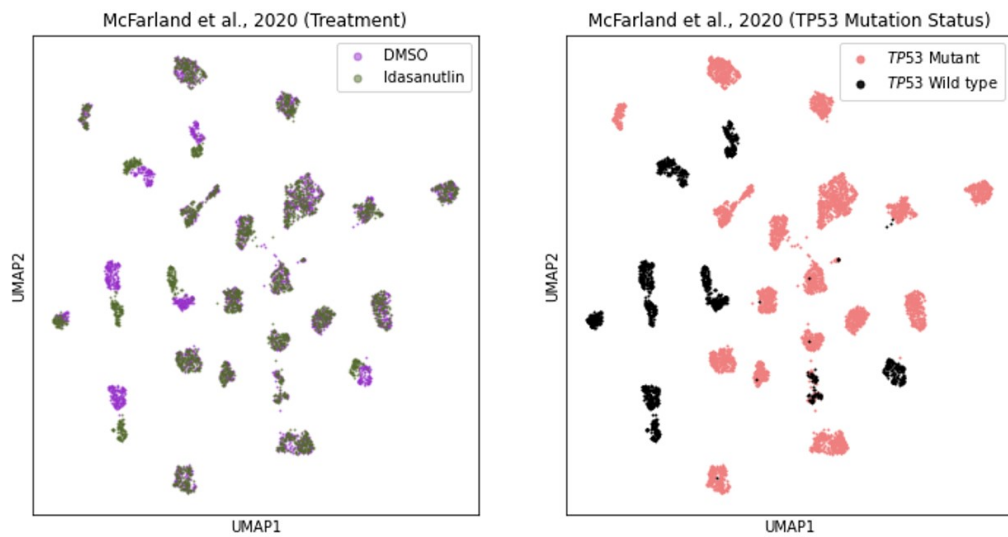 McFarland et al., 2020 (Treatment)
DMSO
Idasanutlin
UMAP2
UMAP1
McFarland et al., 2020 (TP53 Mutation Status)
TP53 Mutant
TP53 Wild type
UMAP2
UMAP1